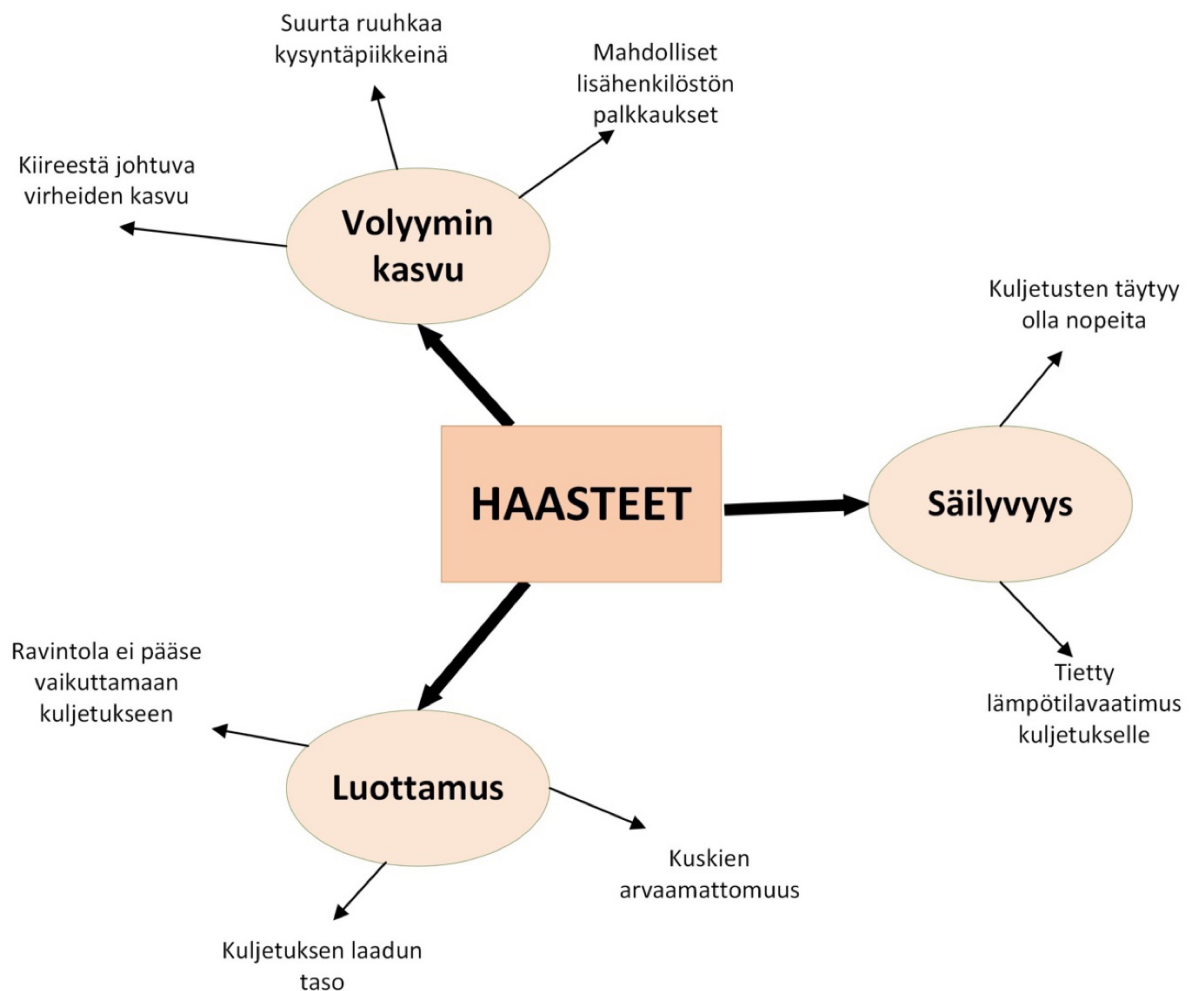 Suurta ruuhkaa
kysyntäpiikkeinä
Mahdolliset
lisähenkilöstön
palkkaukset
Kiireestä johtuva
virheiden kasvu
Volyymin
kasvu
Kuljetusten täytyy
olla nopeita
HAASTEET
Säilyvyys
Ravintola ei pääse
vaikuttamaan
kuljetukseen
Tietty
lämpötilavaatimus
kuljetukselle
Luottamus
Kuskien
arvaamattomuus
Kuljetuksen laadun
taso